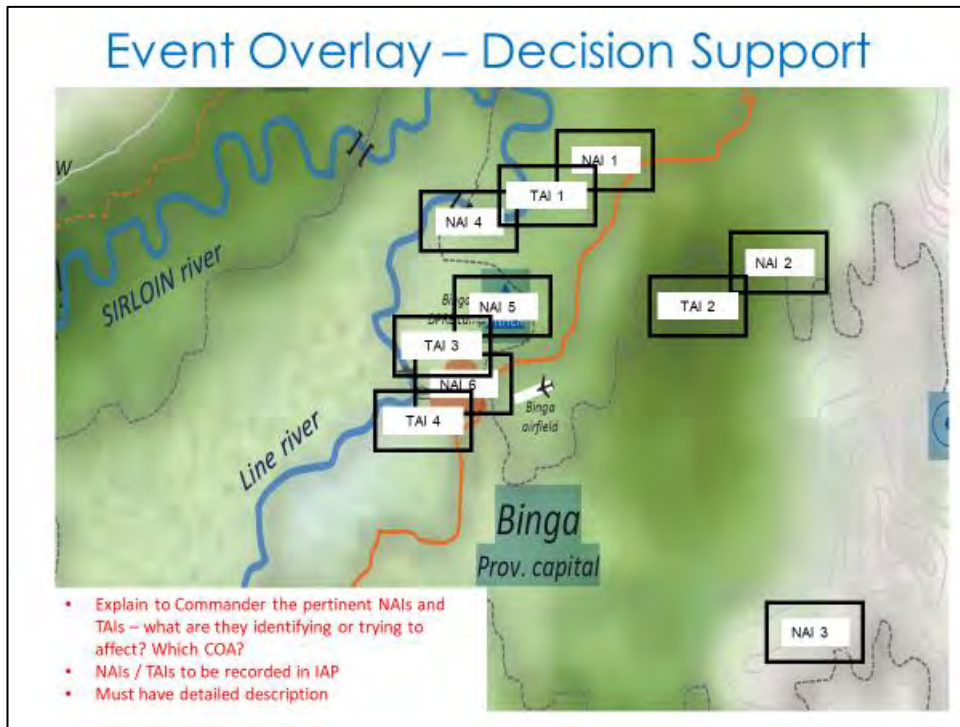 Event Overlay – Decision Support
W
NAI 1
TAI 1
NAI 4
NAI 2
SIRLOIN river
TAI 2
NAI 5
TAI 3
NAI 6
TAI 4
Binga
airfield
Line river
Binga
Prov. capital
• Explain to Commander the pertinent NAIs and
TAIs – what are they identifying or trying to
affect? Which COA?
• NAIs / TAIs to be recorded in IAP
• Must have detailed description
NAI 3